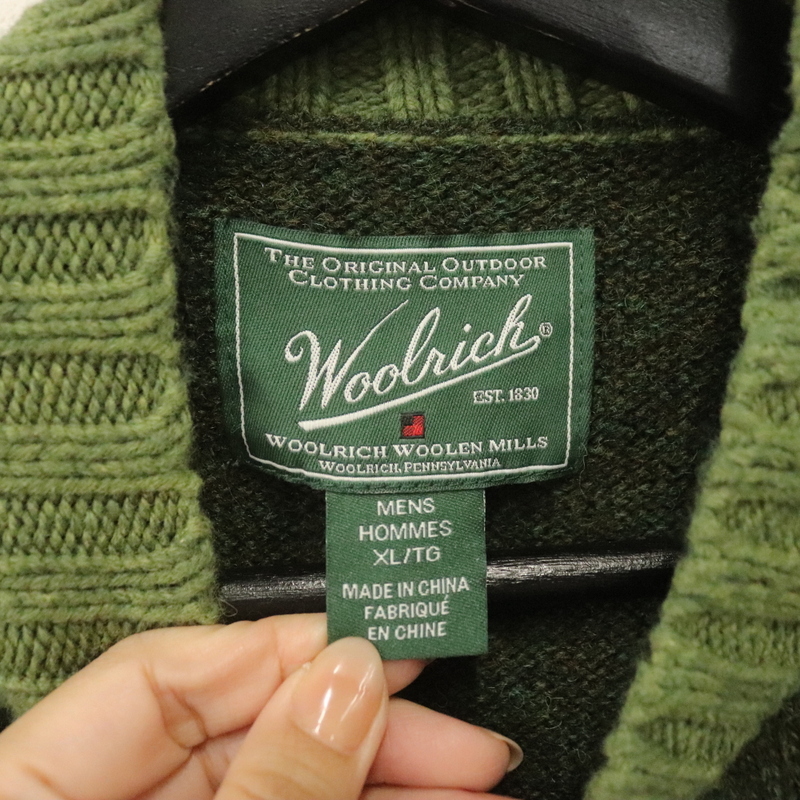 THE ORIGINAL OUTDOOR
CLOTHING COMPANY
Woolrich®
EST. 1830
WOOLRICH WOOLEN MILLS
WOOLRICH, PENNSYLVANIA
MENS
HOMMES
XL/TG
MADE IN CHINA
FABRIQUÉ
EN CHINE